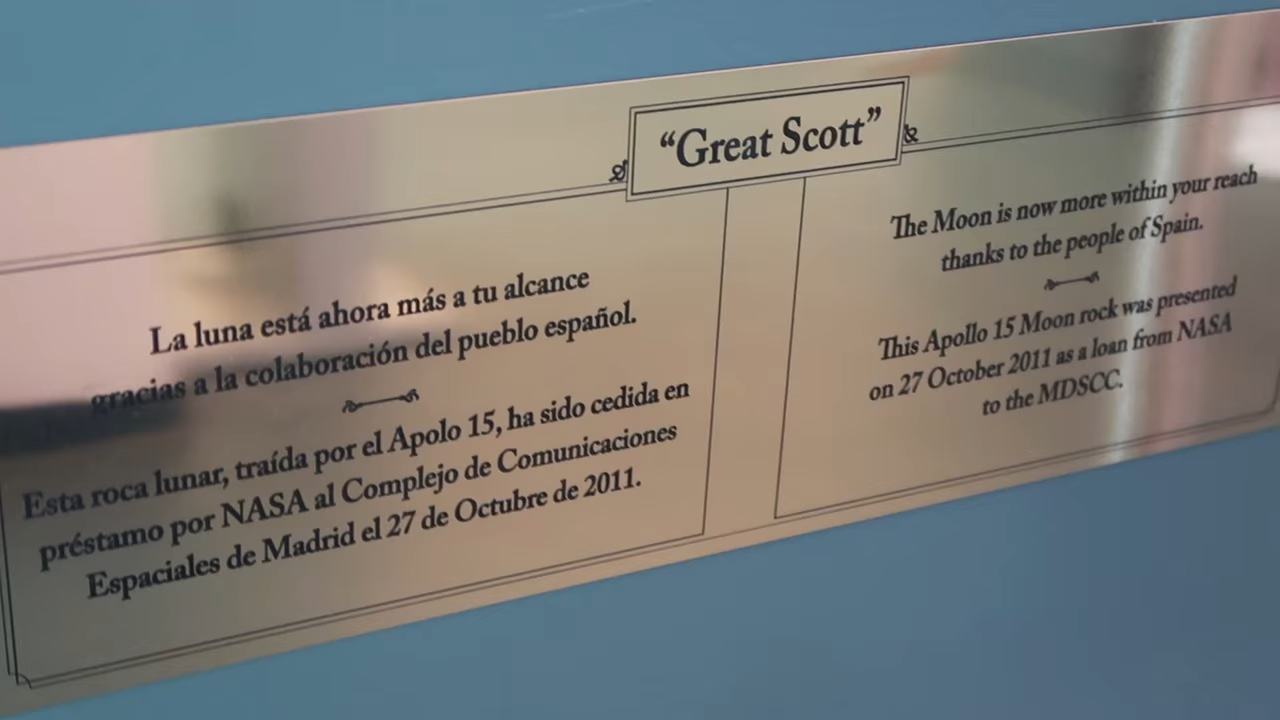 “Great Scott”
La luna está ahora más a tu alcance
gracias a la colaboración del pueblo español.
Esta roca lunar, traída por el Apolo 15, ha sido cedida en
préstamo por NASA al Complejo de Comunicaciones
Espaciales de Madrid el 27 de Octubre de 2011.
The Moon is now more within your reach
thanks to the people of Spain.
This Apollo 15 Moon rock was presented
on 27 October 2011 as a loan from NASA
to the MDSCC.